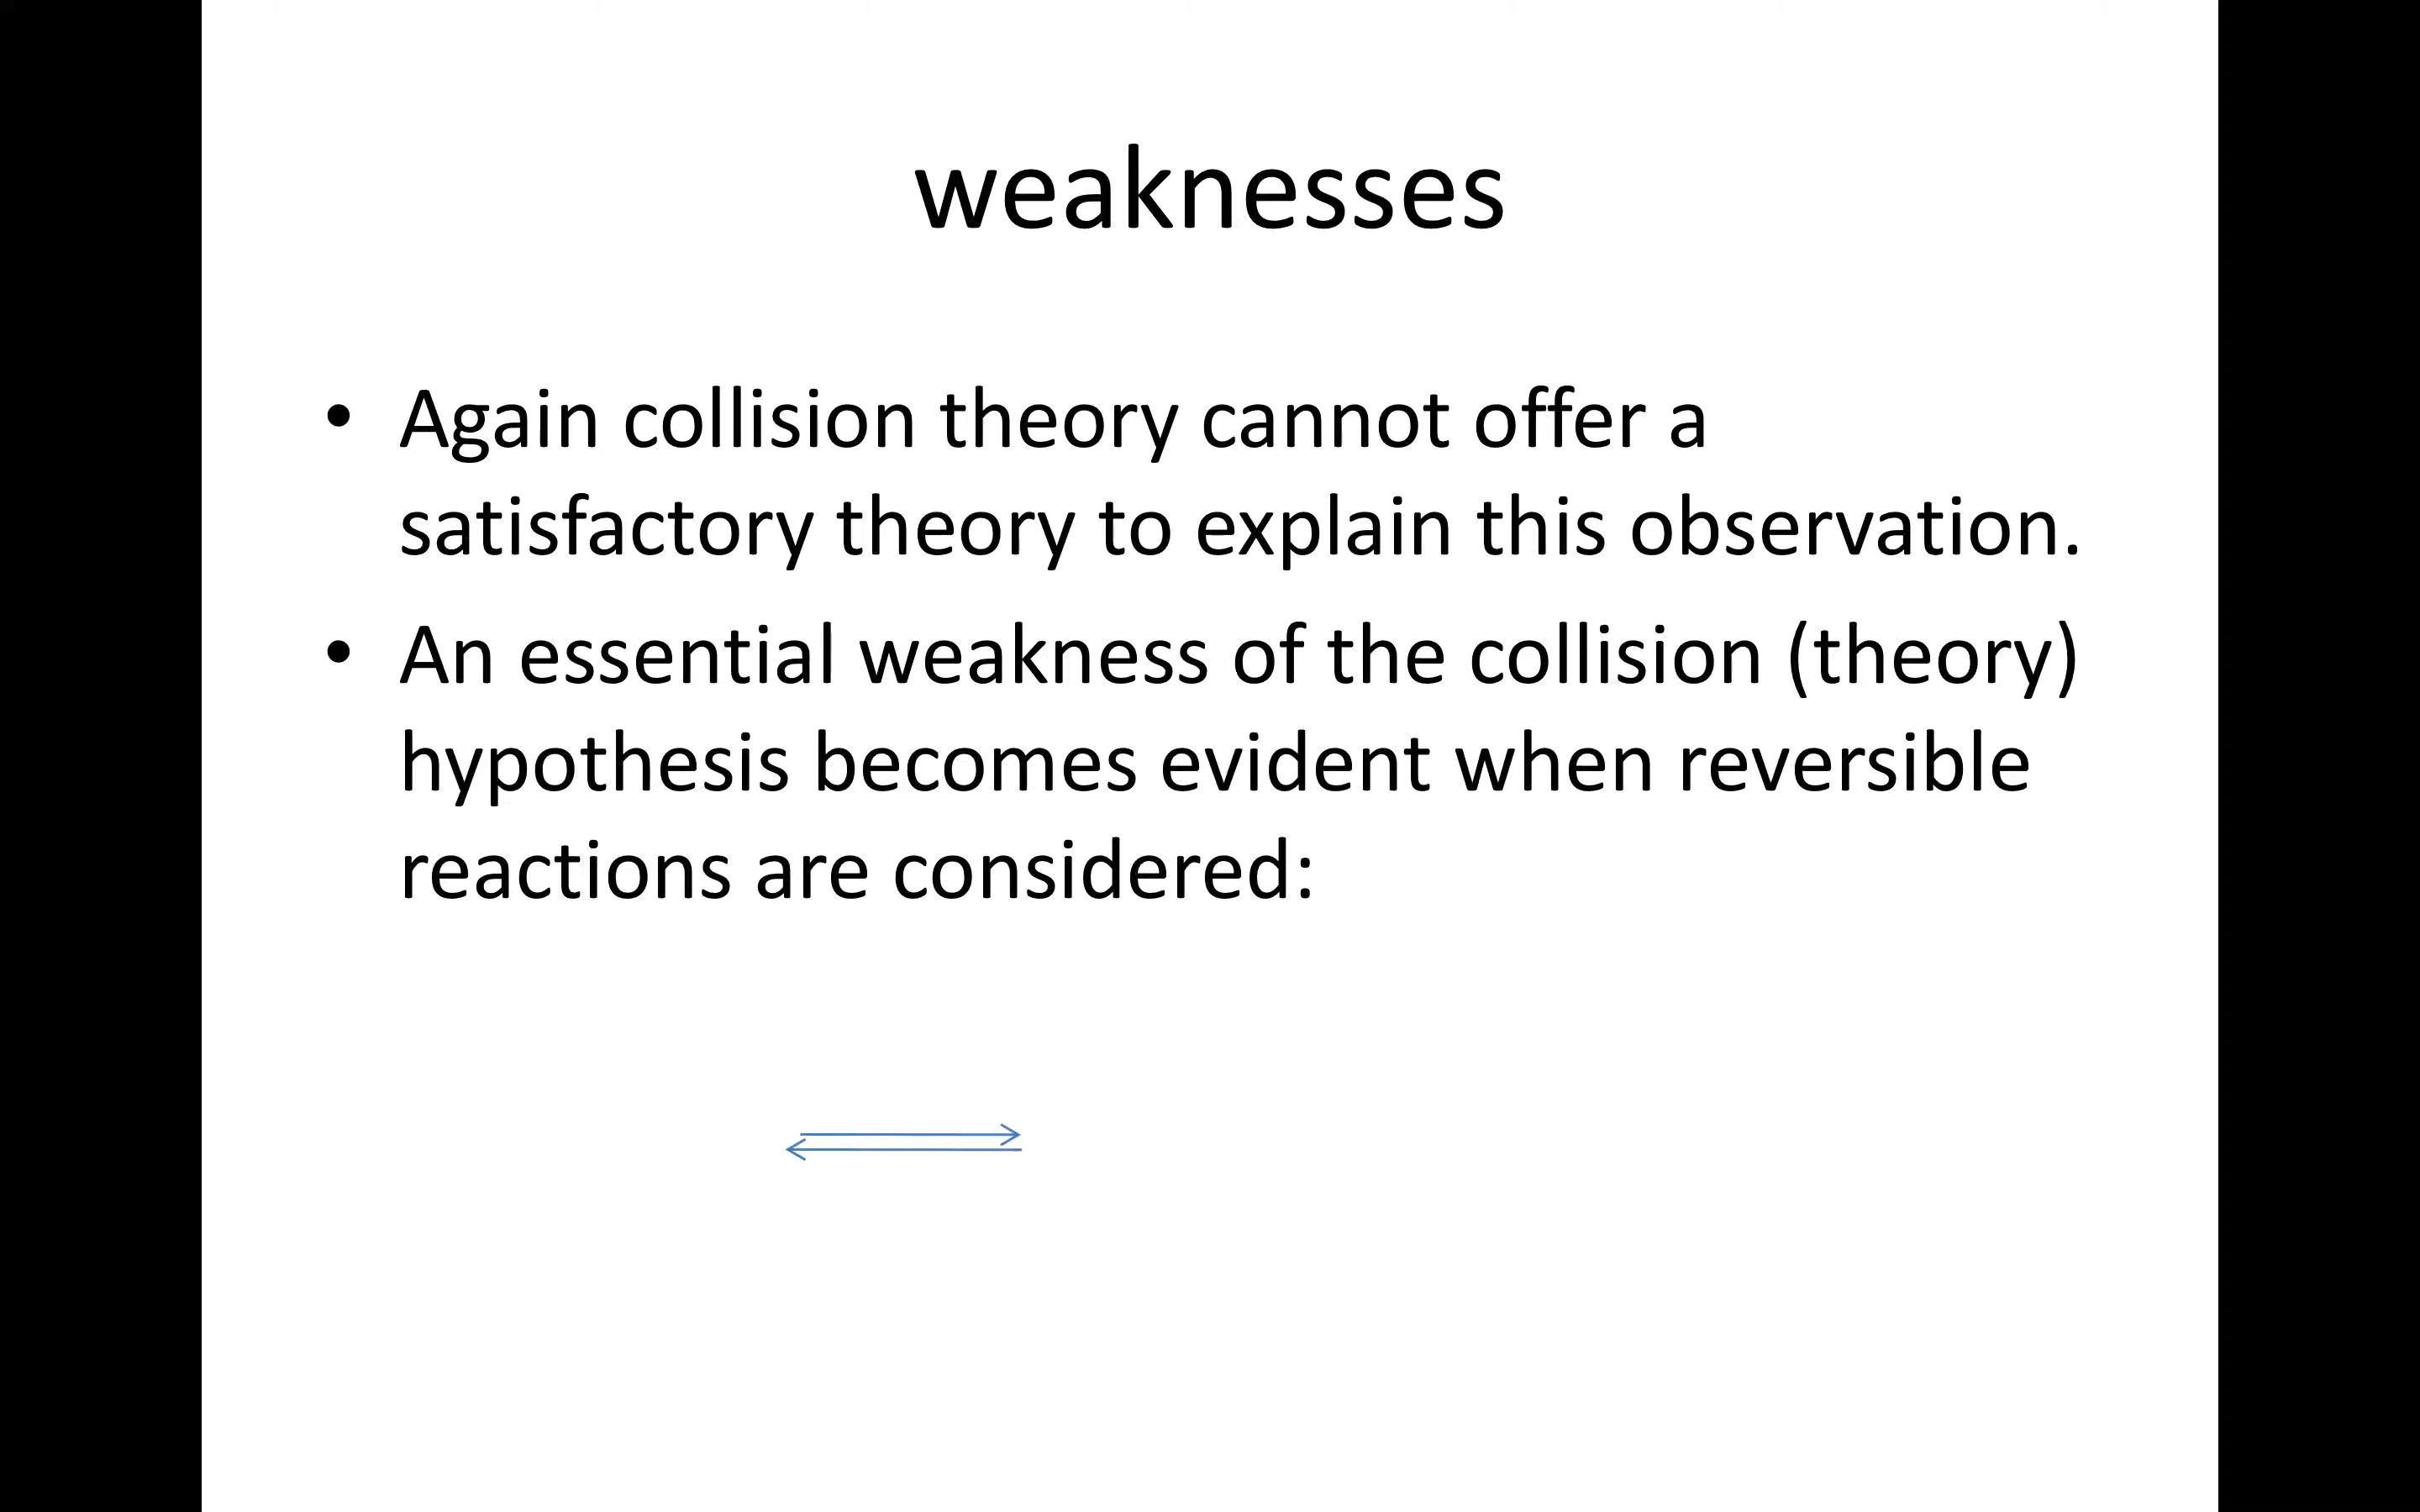 weaknesses
• Again collision theory cannot offer a
satisfactory theory to explain this observation.
• An essential weakness of the collision (theory)
hypothesis becomes evident when reversible
reactions are considered: